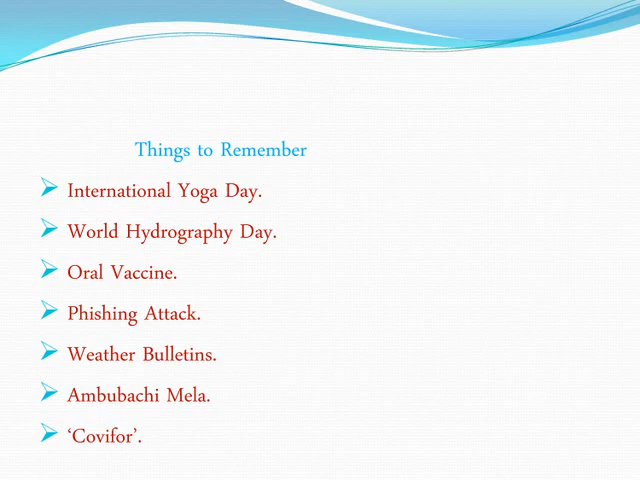 Things to Remember
International Yoga Day.
World Hydrography Day.
Oral Vaccine.
Phishing Attack.
Weather Bulletins.
Ambubachi Mela.
‘Covifor’.